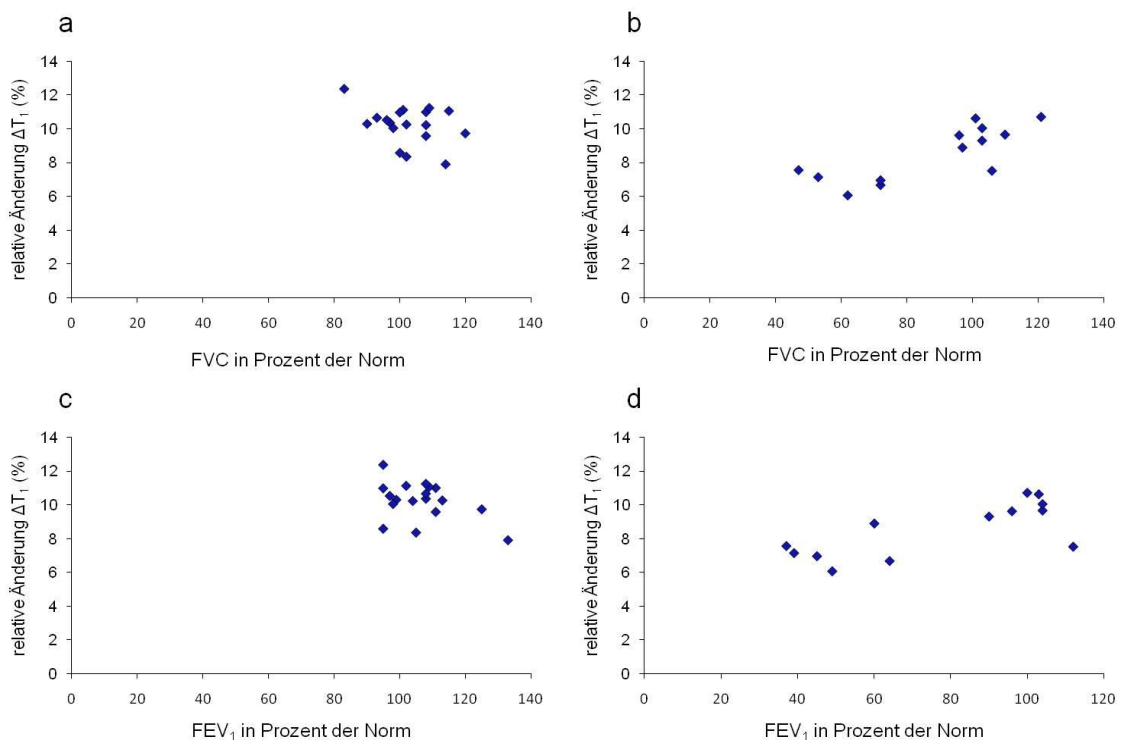 a
relative Änderung ΔT₁ (%)
14
12
10
8
6
4
2
0
0 20 40 60 80 100 120 140
FVC in Prozent der Norm
b
relative Änderung ΔT₁ (%)
14
12
10
8
6
4
2
0
0 20 40 60 80 100 120 140
FVC in Prozent der Norm
c
relative Änderung ΔT₁ (%)
14
12
10
8
6
4
2
0
0 20 40 60 80 100 120 140
FEV₁ in Prozent der Norm
d
relative Änderung ΔT₁ (%)
14
12
10
8
6
4
2
0
0 20 40 60 80 100 120
FEV₁ in Prozent der Norm